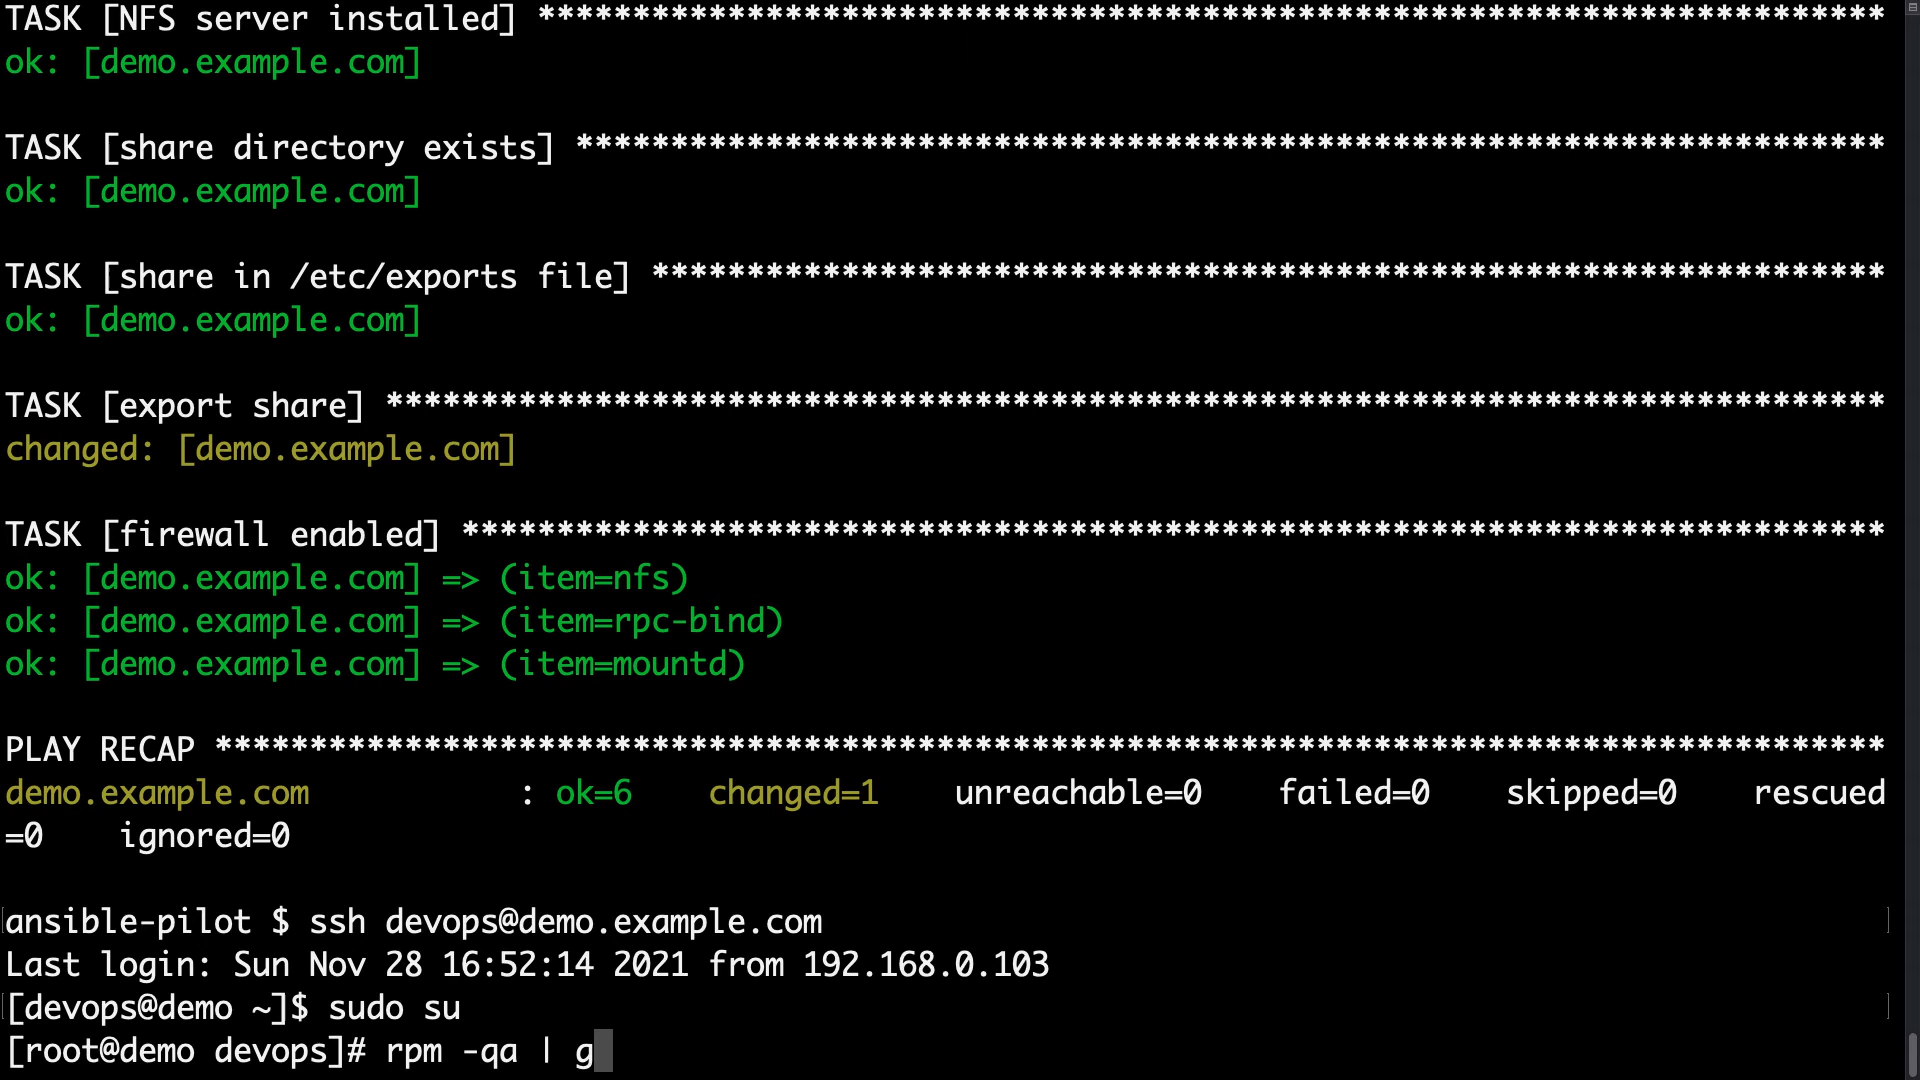 TASK [NFS server installed] ***********************************************************************
ok: [demo.example.com]
TASK [share directory exists] *********************************************************************
ok: [demo.example.com]
TASK [share in /etc/exports file] *****************************************************************
ok: [demo.example.com]
TASK [export share] *******************************************************************************
changed: [demo.example.com]
TASK [firewall enabled] ***************************************************************************
ok: [demo.example.com] => (item=nfs)
ok: [demo.example.com] => (item=rpc-bind)
ok: [demo.example.com] => (item=mountd)
PLAY RECAP ****************************************************************************************
demo.example.com           : ok=6    changed=1    unreachable=0    failed=0    skipped=0    rescued
=0    ignored=0
ansible-pilot $ ssh devops@demo.example.com
Last login: Sun Nov 28 16:52:14 2021 from 192.168.0.103
[devops@demo ~]$ sudo su
[root@demo devops]# rpm -qa | g